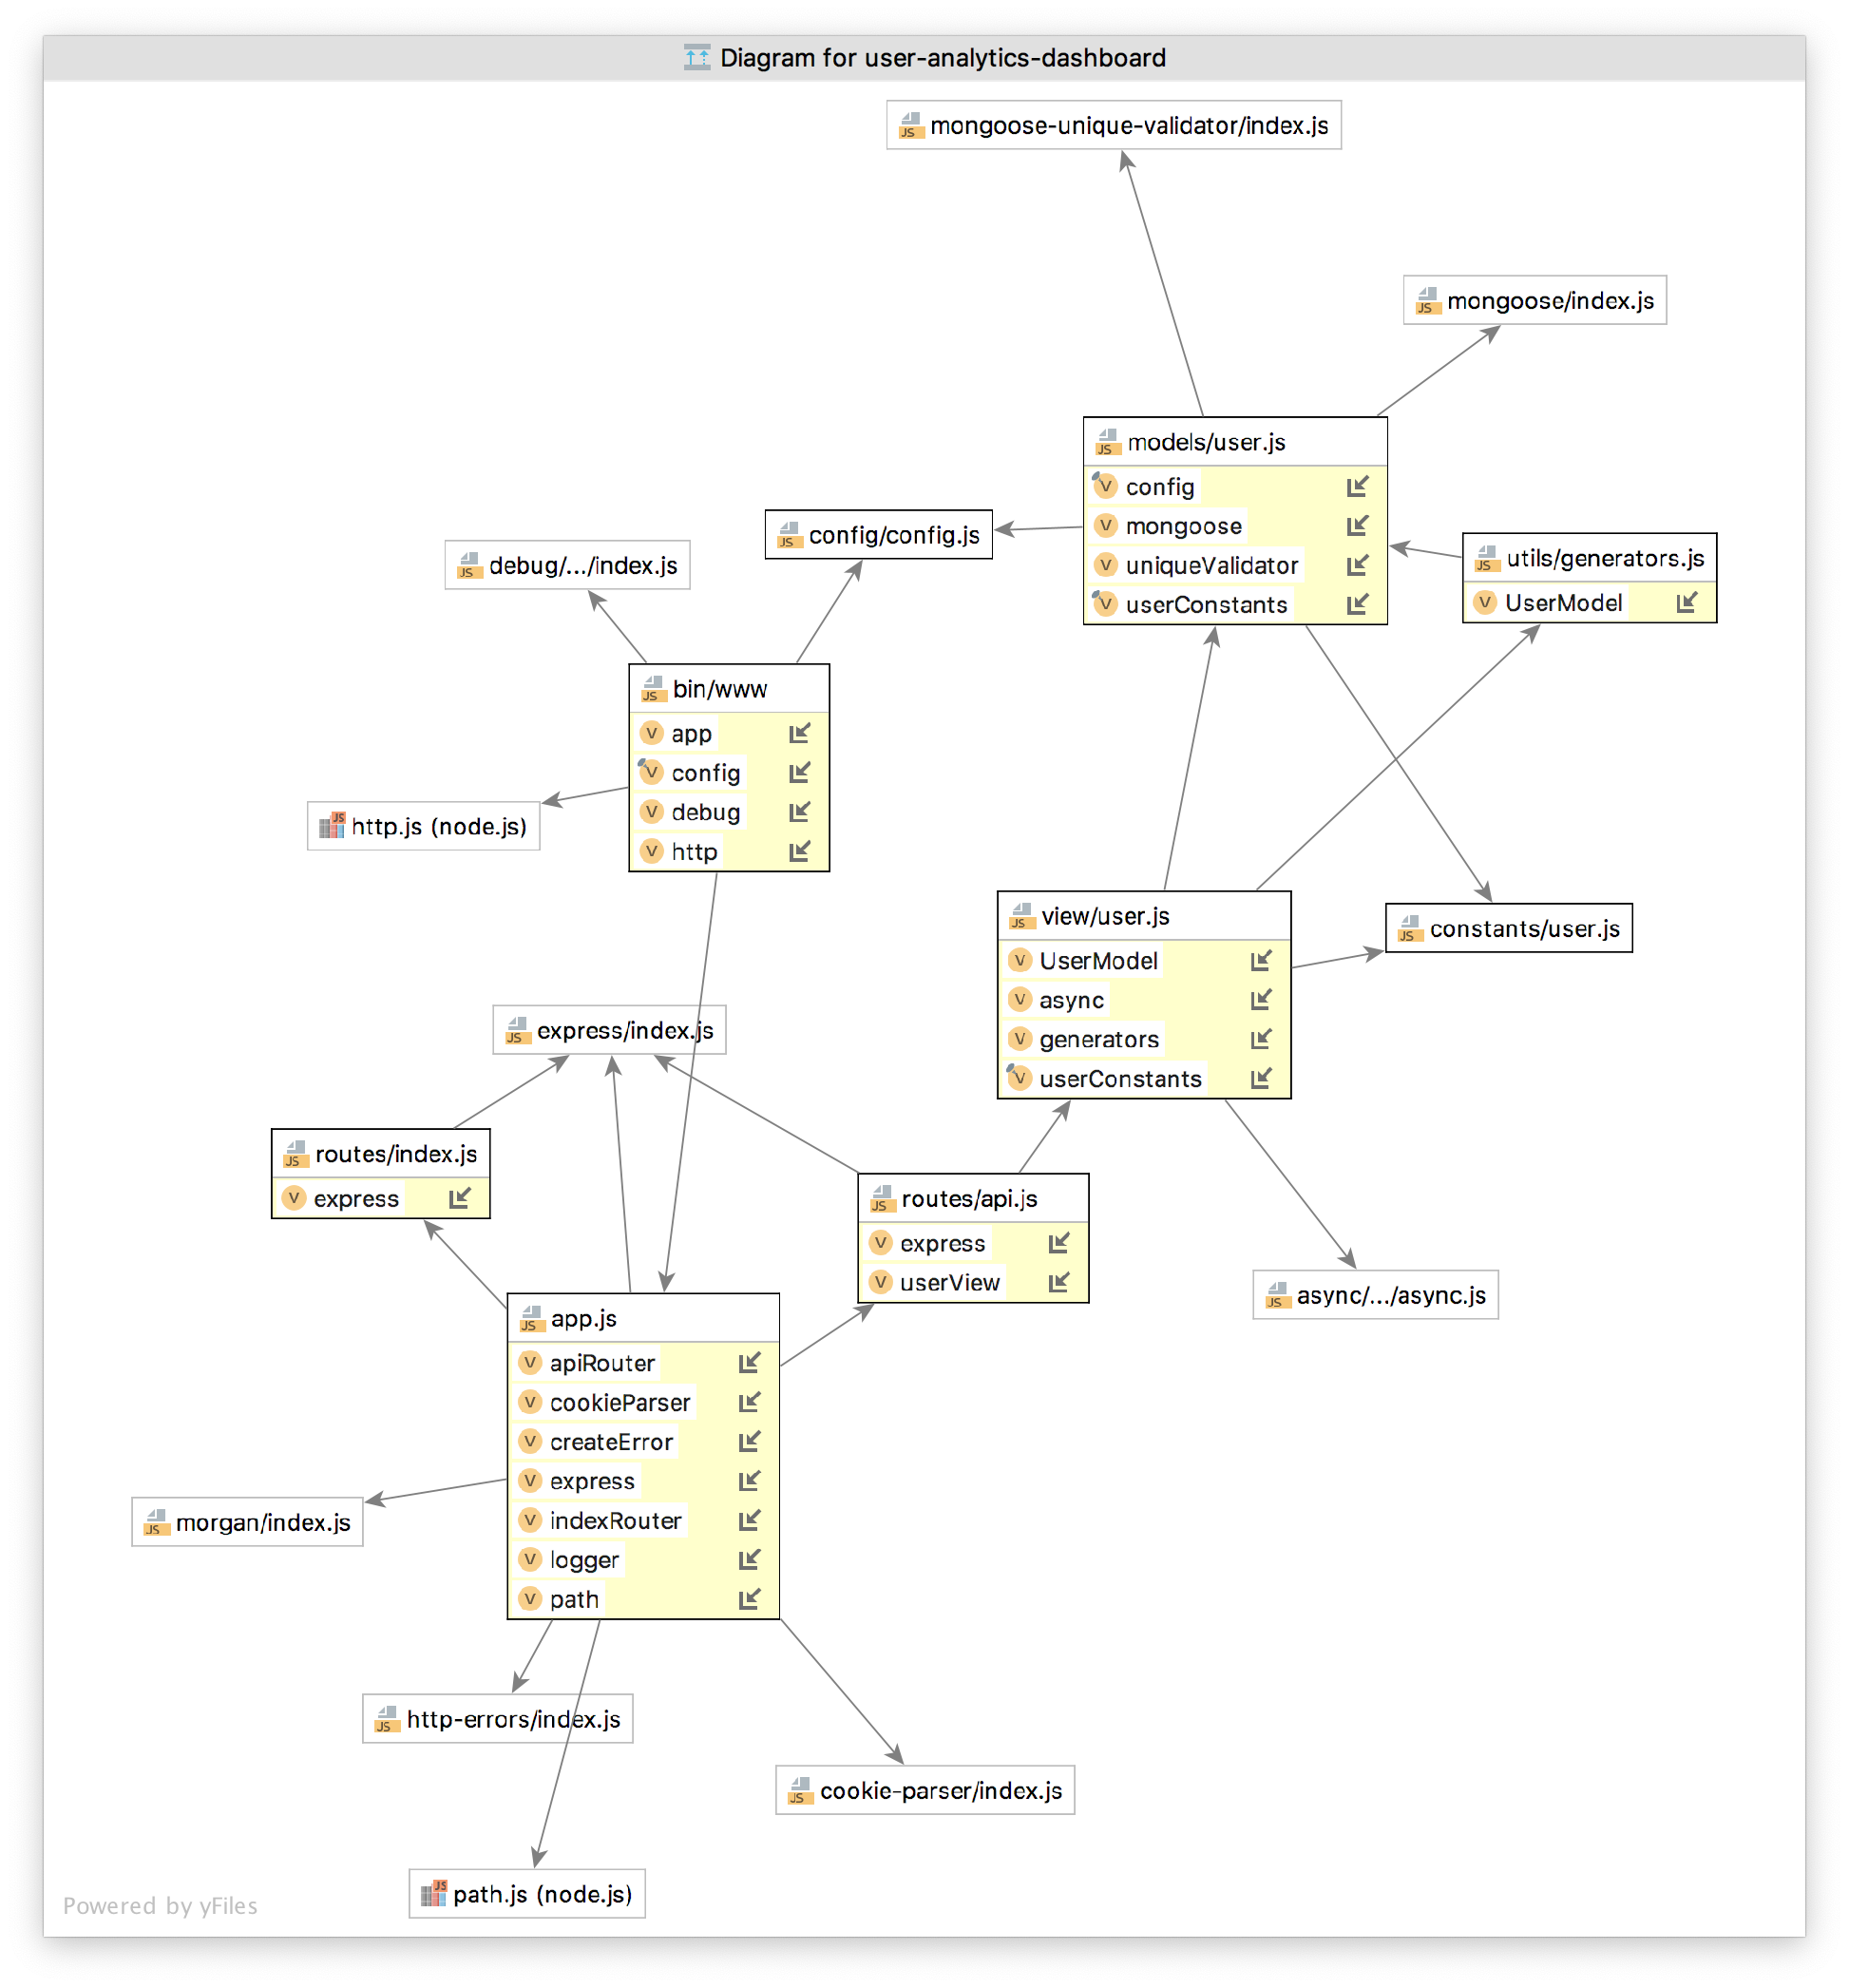 Diagram for user-analytics-dashboard
mongoose-unique-validator/index.js
mongoose/index.js
models/user.js
config
mongoose
uniqueValidator
userConstants
config/config.js
utils/generators.js
UserModel
debug/.../index.js
bin/www
app
config
debug
http
http.js (node.js)
view/user.js
UserModel
async
generators
userConstants
constants/user.js
express/index.js
routes/index.js
express
routes/api.js
express
userView
async/.../async.js
app.js
apiRouter
cookieParser
createError
express
indexRouter
logger
path
morgan/index.js
http-errors/index.js
cookie-parser/index.js
path.js (node.js)
Powered by yFiles